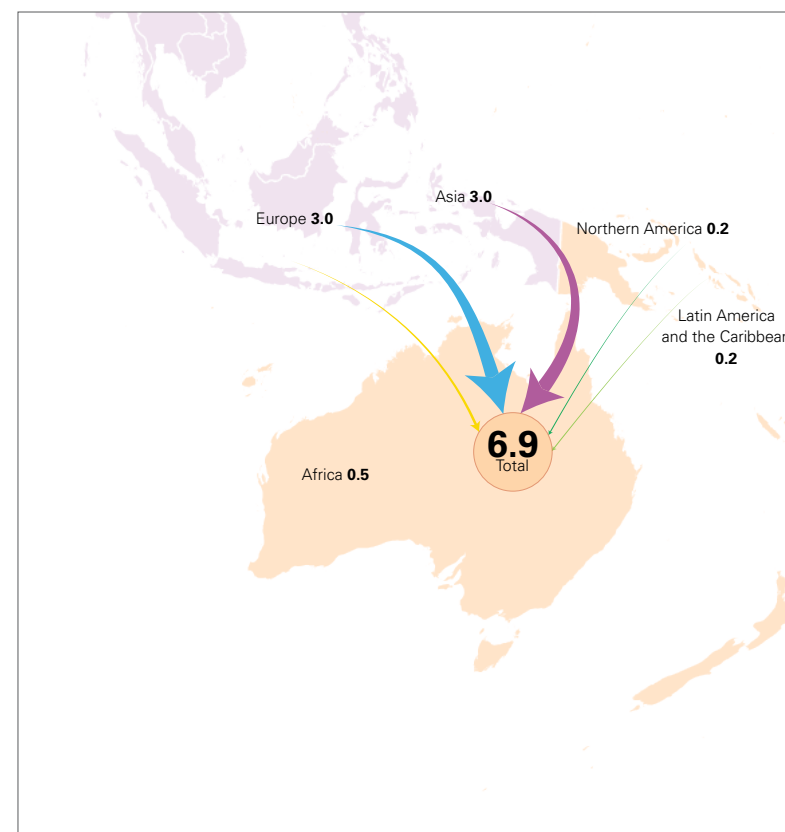 Asia 3.0
Europe 3.0
Northern America 0.2
Latin America
and the Caribbean
0.2
6.9
Total
Africa 0.5